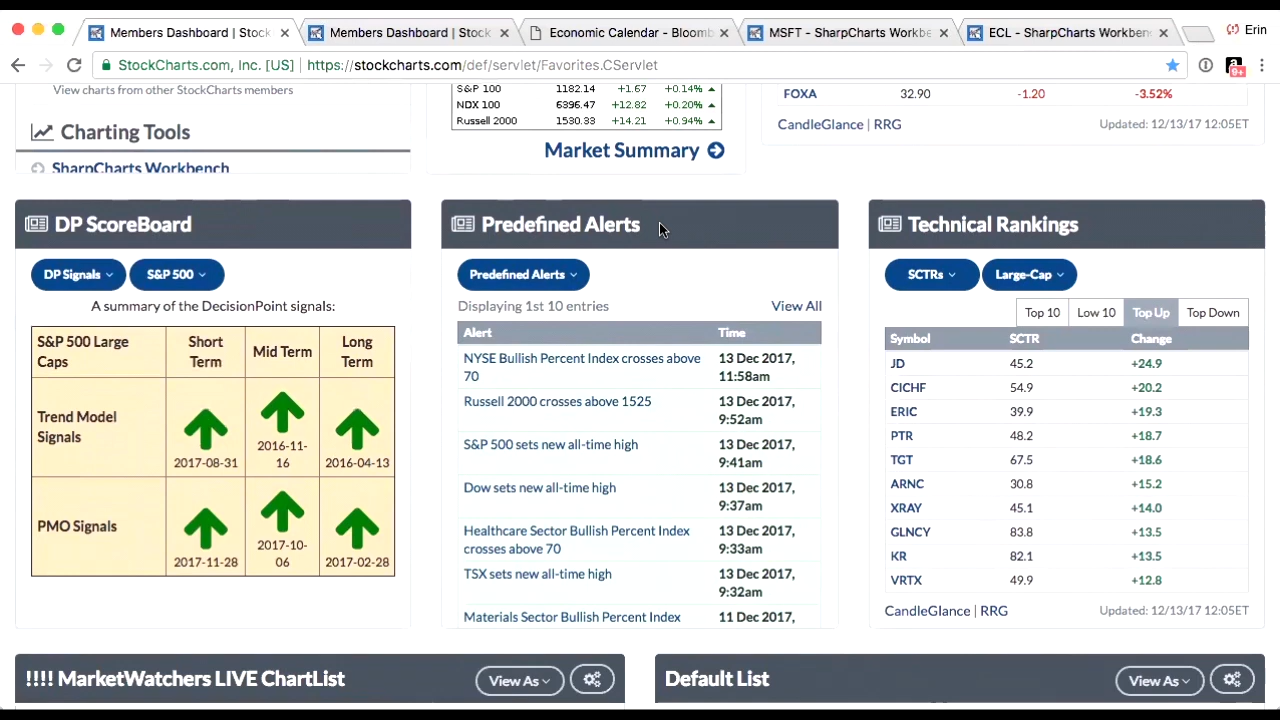 Members Dashboard | Stock
Members Dashboard | Stock
Economic Calendar - Bloomb
MSFT - SharpCharts Workbe
ECL - SharpCharts Workben
Erin
StockCharts.com, Inc. [US] | https://stockcharts.com/def/servlet/Favorites.CServlet
9+
View charts from other StockCharts members
Charting Tools
SharpCharts Workbench
S&P 100 1182.14 +1.67 +0.14%
NDX 100 6396.47 +12.82 +0.20%
Russell 2000 1530.33 +14.21 +0.94%
Market Summary
FOXA 32.90 -1.20 -3.52%
CandleGlance | RRG Updated: 12/13/17 12:05ET
DP ScoreBoard
DP Signals
S&P 500
A summary of the DecisionPoint signals:
S&P 500 Large
Caps
Short
Term
Mid Term
Long
Term
Trend Model
Signals
2017-08-31
2016-11-
16
2016-04-13
PMO Signals
2017-11-28
2017-10-
06
2017-02-28
Predefined Alerts
Predefined Alerts
Displaying 1st 10 entries View All
Alert Time
NYSE Bullish Percent Index crosses above
70
13 Dec 2017,
11:58am
Russell 2000 crosses above 1525
13 Dec 2017,
9:52am
S&P 500 sets new all-time high
13 Dec 2017,
9:41am
Dow sets new all-time high
13 Dec 2017,
9:37am
Healthcare Sector Bullish Percent Index
crosses above 70
13 Dec 2017,
9:33am
TSX sets new all-time high
13 Dec 2017,
9:32am
Materials Sector Bullish Percent Index
11 Dec 2017,
Technical Rankings
SCTRs
Large-Cap
Top 10 Low 10 Top Up Top Down
Symbol SCTR Change
JD 45.2 +24.9
CICHF 54.9 +20.2
ERIC 39.9 +19.3
PTR 48.2 +18.7
TGT 67.5 +18.6
ARNC 30.8 +15.2
XRAY 45.1 +14.0
GLNCY 83.8 +13.5
KR 82.1 +13.5
VRTX 49.9 +12.8
CandleGlance | RRG Updated: 12/13/17 12:05ET
!!!! MarketWatchers LIVE ChartList
View As
Default List
View As